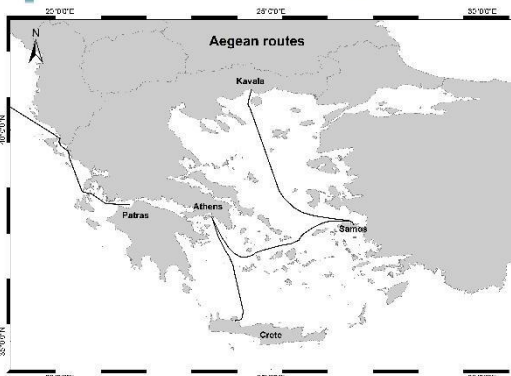 20°0'0"E 25°0'0"E 30°0'0"E
N
Aegean routes
Kavala
40°0'0"N
Athens
Patras
Samos
35°0'0"N
Crete